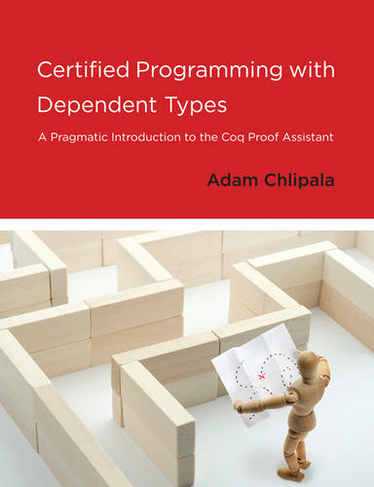 Certified Programming with
Dependent Types
A Pragmatic Introduction to the Coq Proof Assistant
Adam Chlipala